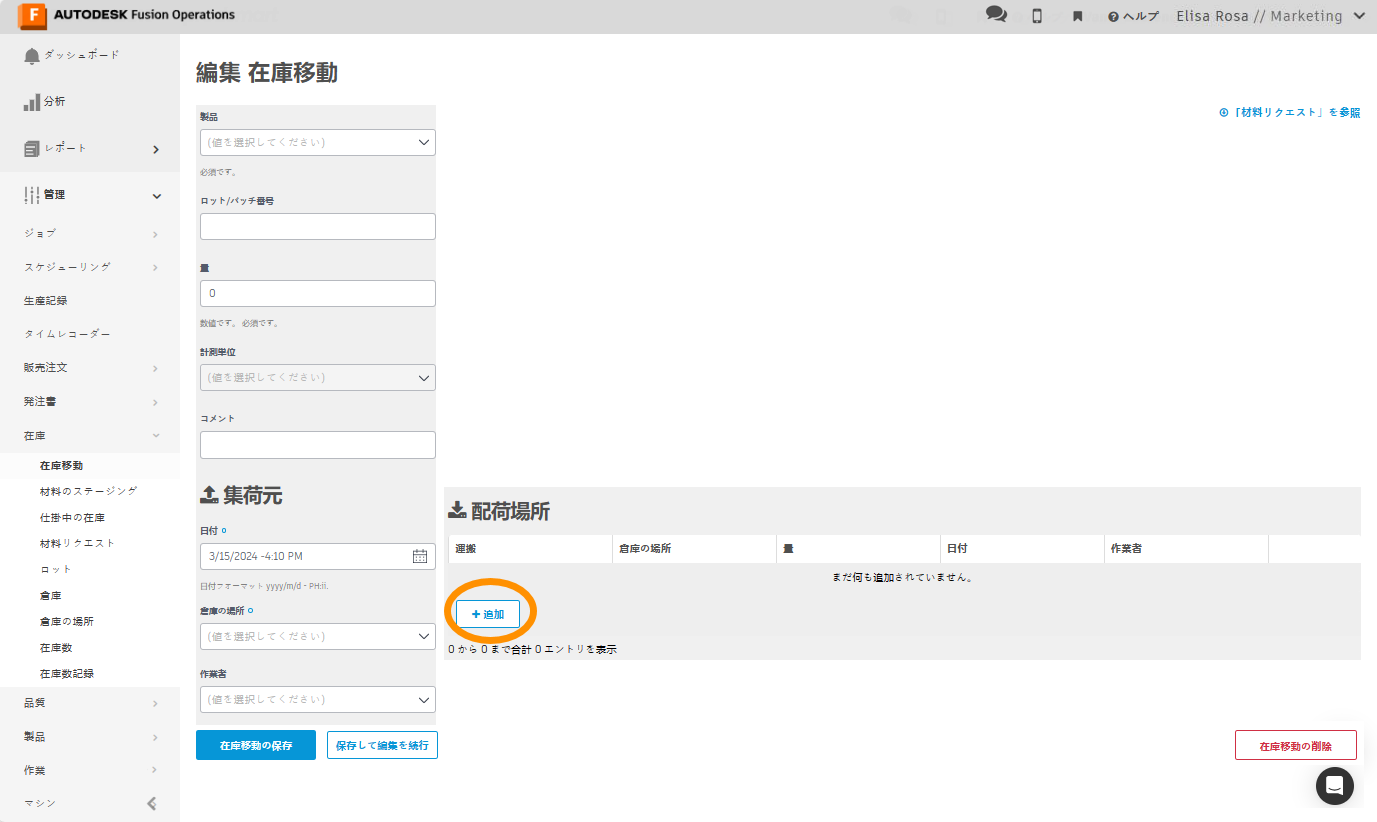 F AUTODESK Fusion Operations
ヘルプ
Elisa Rosa // Marketing
ダッシュボード
分析
レポート
管理
ジョブ
スケジューリング
生産記録
タイムレコーダー
販売注文
発注書
在庫
在庫移動
材料のステージング
仕掛中の在庫
材料リクエスト
ロット
倉庫
倉庫の場所
在庫数
在庫数記録
品質
製品
作業
マシン
編集 在庫移動
「材料リクエスト」を参照
製品
(値を選択してください)
必須です。
ロット/バッチ番号
量
0
数値です。 必須です。
計測単位
(値を選択してください)
コメント
集荷元
日付
3/15/2024 -4:10 PM
日付フォーマット yyyy/m/d - PH:ii.
倉庫の場所
(値を選択してください)
作業者
(値を選択してください)
配荷場所
運搬 倉庫の場所 量 日付 作業者
まだ何も追加されていません。
+ 追加
0 から 0 まで合計 0 エントリを表示
在庫移動の保存
保存して編集を続行
在庫移動の削除